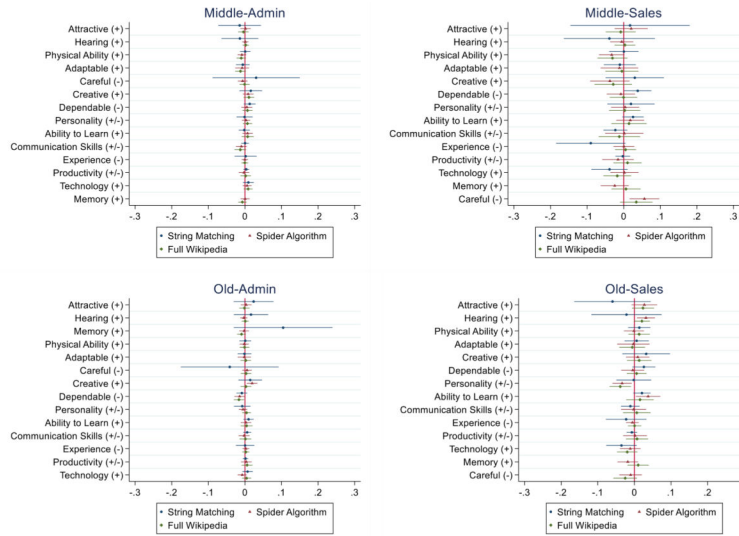 Middle-Admin
Attractive (+)
Hearing (+)
Physical Ability (+)
Adaptable (+)
Careful (-)
Creative (+)
Dependable (-)
Personality (+/-)
Ability to Learn (+)
Communication Skills (+/-)
Experience (-)
Productivity (+/-)
Technology (+)
Memory (+)
-.3 -.2 -.1 0 .1 .2 .3
String Matching Spider Algorithm
Full Wikipedia
Middle-Sales
Attractive (+)
Hearing (+)
Physical Ability (+)
Adaptable (+)
Creative (+)
Dependable (-)
Personality (+/-)
Ability to Learn (+)
Communication Skills (+/-)
Experience (-)
Productivity (+/-)
Technology (+)
Memory (+)
Careful (-)
-.3 -.2 -.1 0 .1 .2 .3
String Matching Spider Algorithm
Full Wikipedia
Old-Admin
Attractive (+)
Hearing (+)
Memory (+)
Physical Ability (+)
Adaptable (+)
Careful (-)
Creative (+)
Dependable (-)
Personality (+/-)
Ability to Learn (+)
Communication Skills (+/-)
Experience (-)
Productivity (+/-)
Technology (+)
-.3 -.2 -.1 0 .1 .2 .3
String Matching Spider Algorithm
Full Wikipedia
Old-Sales
Attractive (+)
Hearing (+)
Physical Ability (+)
Adaptable (+)
Creative (+)
Dependable (-)
Personality (+/-)
Ability to Learn (+)
Communication Skills (+/-)
Experience (-)
Productivity (+/-)
Technology (+)
Memory (+)
Careful (-)
-.3 -.2 -.1 0 .1 .2
String Matching Spider Algorithm
Full Wikipedia